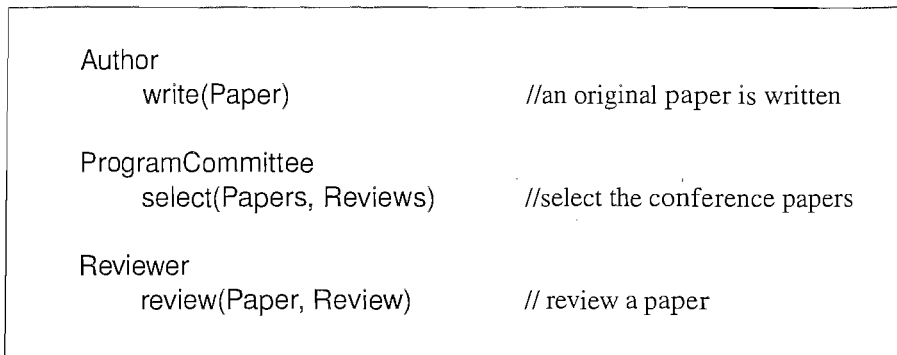 Author
write(Paper) //an original paper is written
ProgramCommittee
select(Papers, Reviews) //select the conference papers
Reviewer
review(Paper, Review) // review a paper